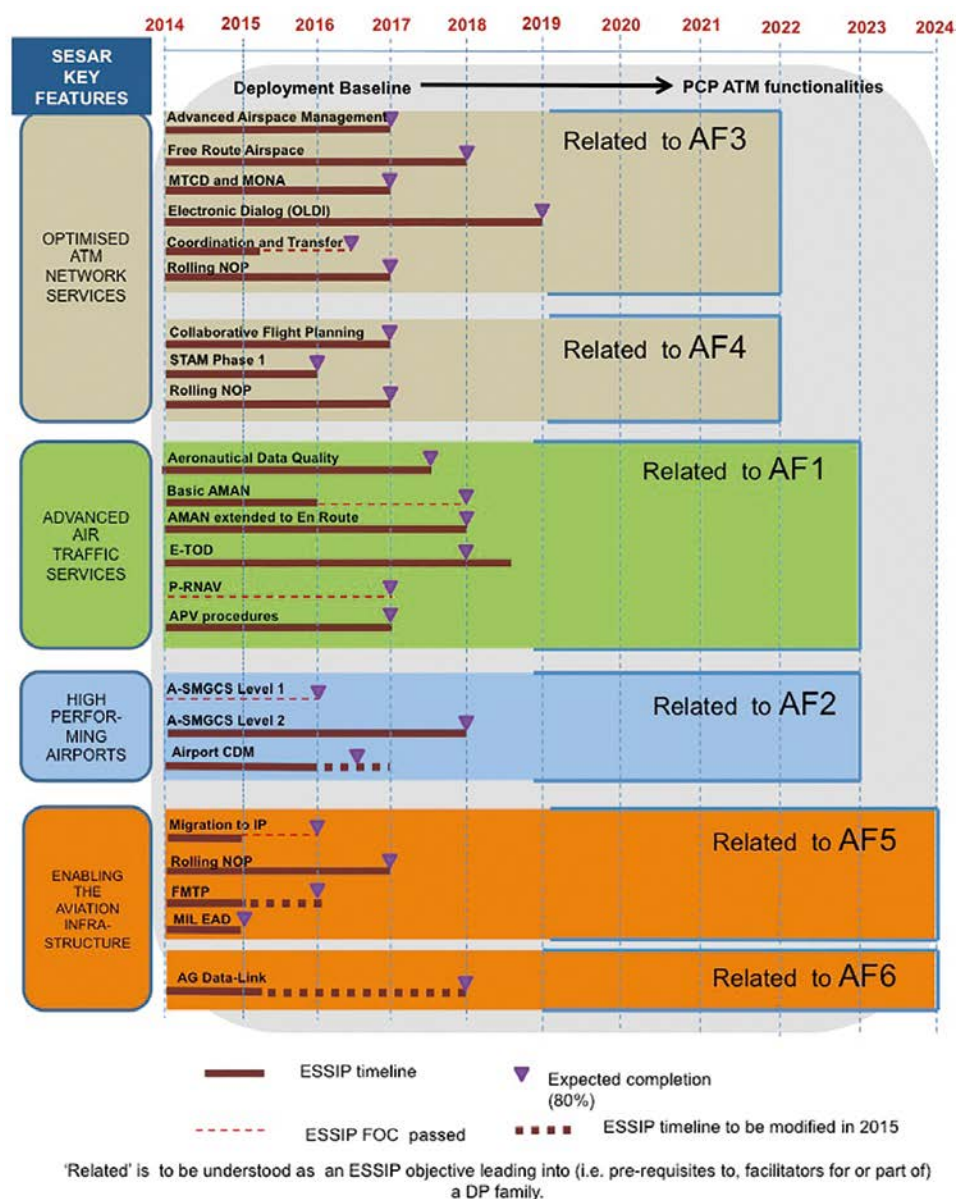 2014 2015 2016 2017 2018 2019 2020 2021 2022 2023 2024
SESAR
KEY
FEATURES
Deployment Baseline
PCP ATM functionalities
OPTIMISED
ATM
NETWORK
SERVICES
Advanced Airspace Management
Free Route Airspace
MTCD and MONA
Electronic Dialog (OLDI)
Coordination and Transfer
Rolling NOP
Related to AF3
Collaborative Flight Planning
STAM Phase 1
Rolling NOP
Related to AF4
ADVANCED
AIR
TRAFFIC
SERVICES
Aeronautical Data Quality
Basic AMAN
AMAN extended to En Route
E-TOD
P-RNAV
APV procedures
Related to AF1
HIGH
PERFOR-
MING
AIRPORTS
A-SMGCS Level 1
A-SMGCS Level 2
Airport CDM
Related to AF2
ENABLING
THE
AVIATION
INFRA-
STRUCTURE
Migration to IP
Rolling NOP
FMTP
MIL EAD
Related to AF5
AG Data-Link
Related to AF6
ESSIP timeline
Expected completion
(80%)
ESSIP FOC passed
ESSIP timeline to be modified in 2015
'Related' is to be understood as an ESSIP objective leading into (i.e. pre-requisites to, facilitators for or part of)
a DP family.